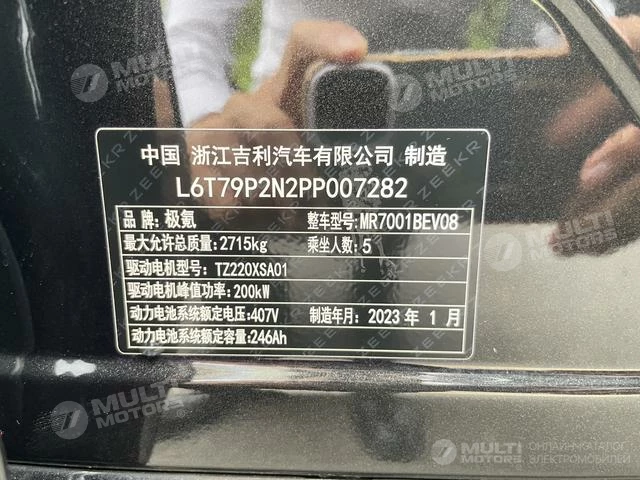 MULTI MOTORS
MULTI
中国 浙江吉利汽车有限公司 制造
L6T79P2N2PP007282
品 牌:极氪 整车型号:MR7001BEV08
最大允许总质量:2715kg 乘坐人数:5
驱动电机型号:TZ220XSA01
驱动电机峰值功率:200kW
动力电池系统额定电压:407V 制造年月:2023 年 1 月
动力电池系统额定容量:246Ah
ZEEKR
MULTI MOTORS
MULTI MOTORS
ОНЛАЙН-КАТАЛОГ
ЭЛЕКТРОМОБИЛЕЙ